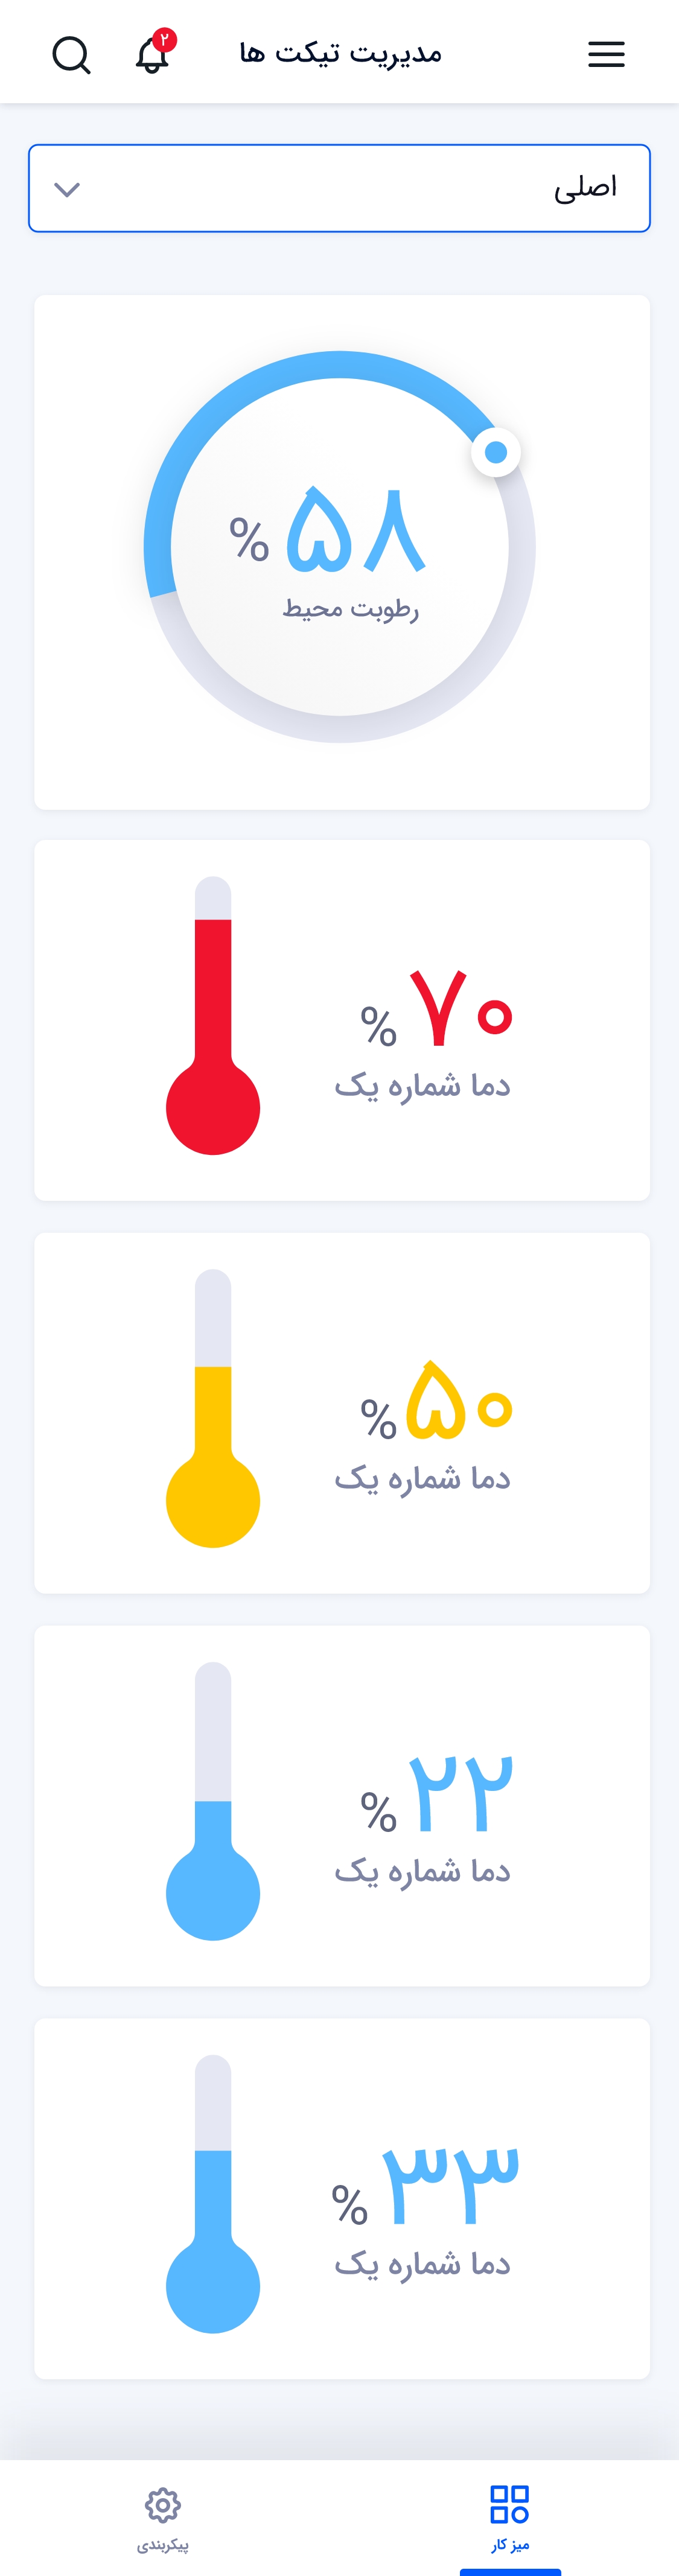 مدیریت تیکت ها
۲
اصلی
۵۸ %
رطوبت محیط
۷۰ %
دما شماره یک
۵۰ %
دما شماره یک
۲۲ %
دما شماره یک
۳۳ %
دما شماره یک
میز کار
پیکربندی